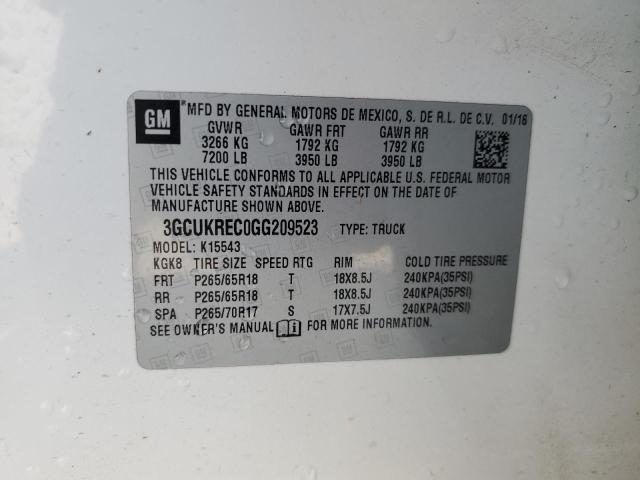 GM
*MFD BY GENERAL MOTORS DE MEXICO, S. DE R.L. DE C.V. 01/16
GVWR GAWR FRT GAWR RR
3266 KG 1792 KG 1792 KG
7200 LB 3950 LB 3950 LB
THIS VEHICLE CONFORMS TO ALL APPLICABLE U.S. FEDERAL MOTOR
VEHICLE SAFETY STANDARDS IN EFFECT ON THE DATE OF
MANUFACTURE SHOWN ABOVE.
3GCUKREC0GG209523 TYPE: TRUCK
MODEL: K15543
KGK8 TIRE SIZE SPEED RTG RIM COLD TIRE PRESSURE
FRT P265/65R18 T 18X8.5J 240KPA(35PSI)
RR P265/65R18 T 18X8.5J 240KPA(35PSI)
SPA P265/70R17 S 17X7.5J 240KPA(35PSI)
SEE OWNER'S MANUAL FOR MORE INFORMATION.